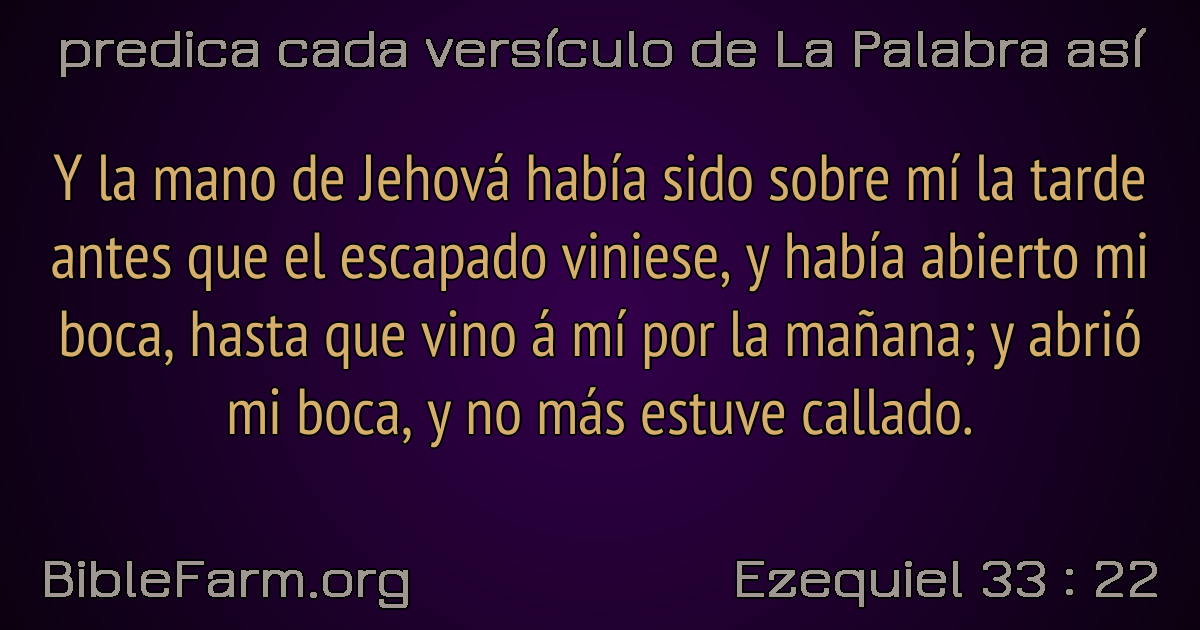 predica cada versículo de La Palabra así
Y la mano de Jehová había sido sobre mí la tarde
antes que el escapado viniese, y había abierto mi
boca, hasta que vino á mí por la mañana; y abrió
mi boca, y no más estuve callado.
BibleFarm.org
Ezequiel 33 : 22